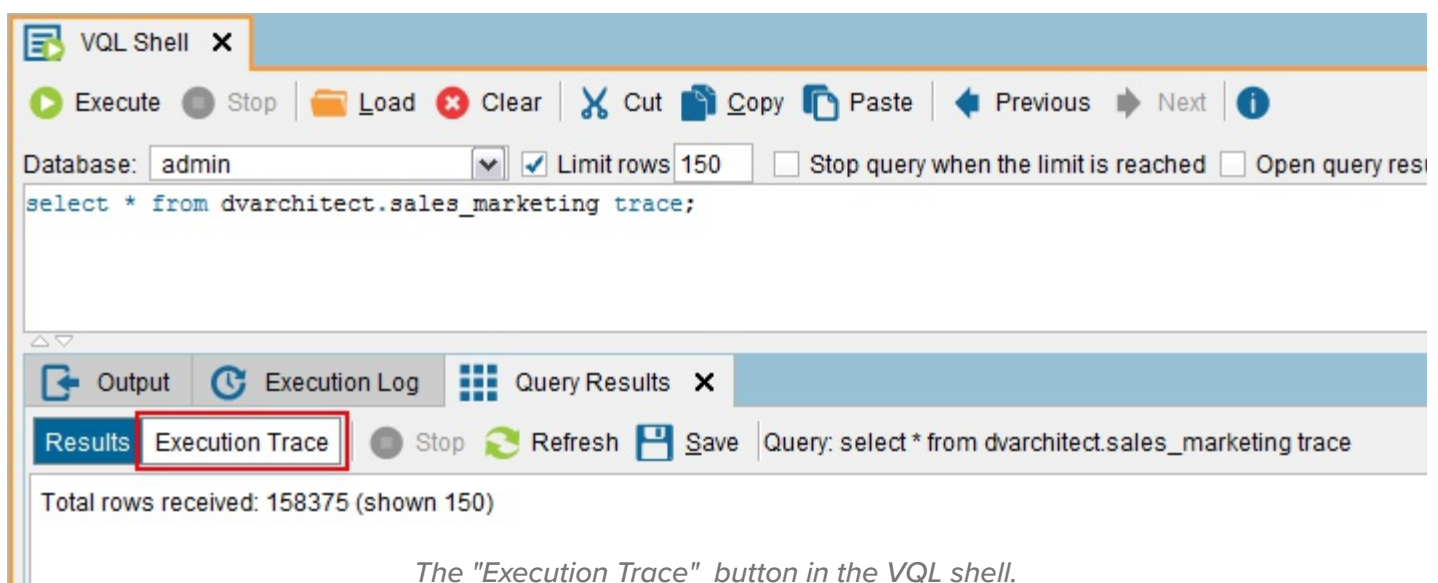 VQL Shell
Execute Stop Load Clear Cut Copy Paste Previous Next
Database: admin Limit rows 150 Stop query when the limit is reached Open query resu
select * from dvarchitect.sales_marketing trace;
Output Execution Log Query Results
Results Execution Trace Stop Refresh Save Query: select * from dvarchitect.sales_marketing trace
Total rows received: 158375 (shown 150)
The "Execution Trace" button in the VQL shell.